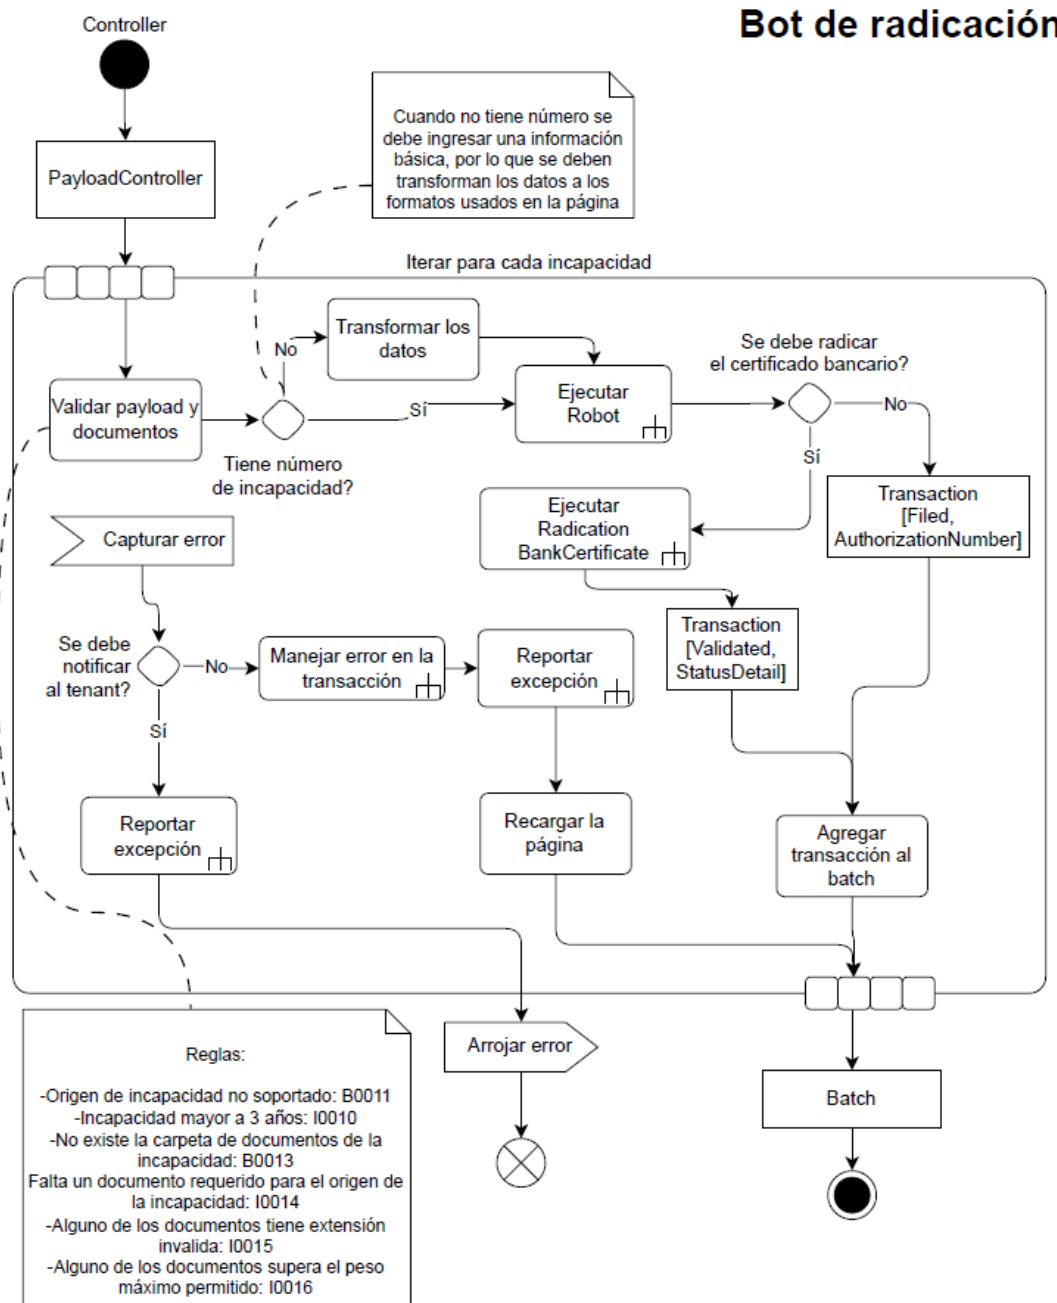 Controller
Bot de radicación
PayloadController
Cuando no tiene número se
debe ingresar una información
básica, por lo que se deben
transforman los datos a los
formatos usados en la página
Iterar para cada incapacidad
Transformar los
datos
No
Se debe radicar
el certificado bancario?
Validar payload y
documentos
Sí
Ejecutar
Robot
No
Tiene número
de incapacidad?
Sí
Transaction
[Filed,
AuthorizationNumber]
Ejecutar
Radication
BankCertificate
Capturar error
Transaction
[Validated,
StatusDetail]
Se debe
notificar
al tenant?
No
Manejar error en la
transacción
Reportar
excepción
Sí
Reportar
excepción
Recargar la
página
Agregar
transacción al
batch
Arrojar error
Batch
Reglas:
-Origen de incapacidad no soportado: B0011
-Incapacidad mayor a 3 años: I0010
-No existe la carpeta de documentos de la
incapacidad: B0013
Falta un documento requerido para el origen de
la incapacidad: I0014
-Alguno de los documentos tiene extensión
invalida: I0015
-Alguno de los documentos supera el peso
máximo permitido: I0016